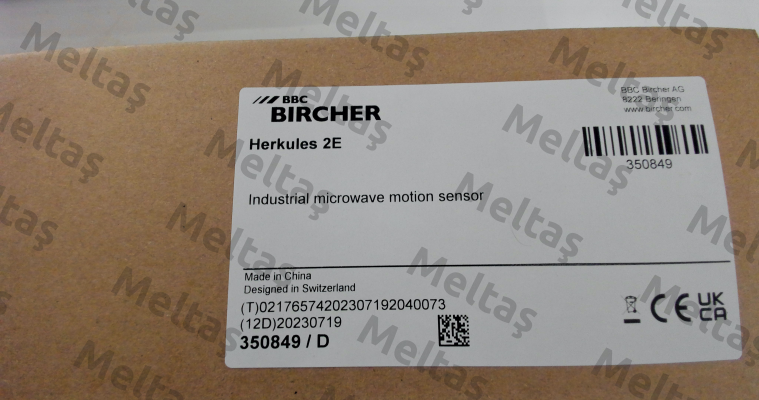 BBC
BIRCHER
BBC Bircher AG
8222 Beringen
www.bircher.com
Herkules 2E
350849
Industrial microwave motion sensor
Made in China
Designed in Switzerland
(T)02176574202307192040073
(12D)20230719
350849 / D
CE UK
CA
Meltaş